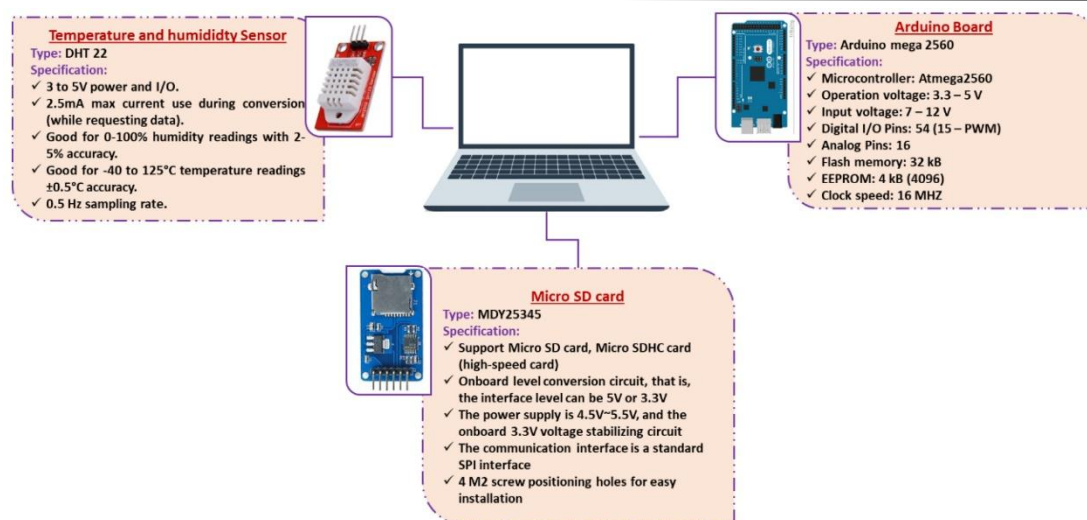 Temperature and humididty Sensor
Type: DHT 22
Specification:
✓ 3 to 5V power and I/O.
✓ 2.5mA max current use during conversion
(while requesting data).
✓ Good for 0-100% humidity readings with 2-
5% accuracy.
✓ Good for -40 to 125°C temperature readings
±0.5°C accuracy.
✓ 0.5 Hz sampling rate.
Arduino Board
Type: Arduino mega 2560
Specification:
✓ Microcontroller: Atmega2560
✓ Operation voltage: 3.3 – 5 V
✓ Input voltage: 7 – 12 V
✓ Digital I/O Pins: 54 (15 – PWM)
✓ Analog Pins: 16
✓ Flash memory: 32 kB
✓ EEPROM: 4 kB (4096)
✓ Clock speed: 16 MHZ
Micro SD card
Type: MDY25345
Specification:
✓ Support Micro SD card, Micro SDHC card
(high-speed card)
✓ Onboard level conversion circuit, that is,
the interface level can be 5V or 3.3V
✓ The power supply is 4.5V~5.5V, and the
onboard 3.3V voltage stabilizing circuit
✓ The communication interface is a standard
SPI interface
✓ 4 M2 screw positioning holes for easy
installation